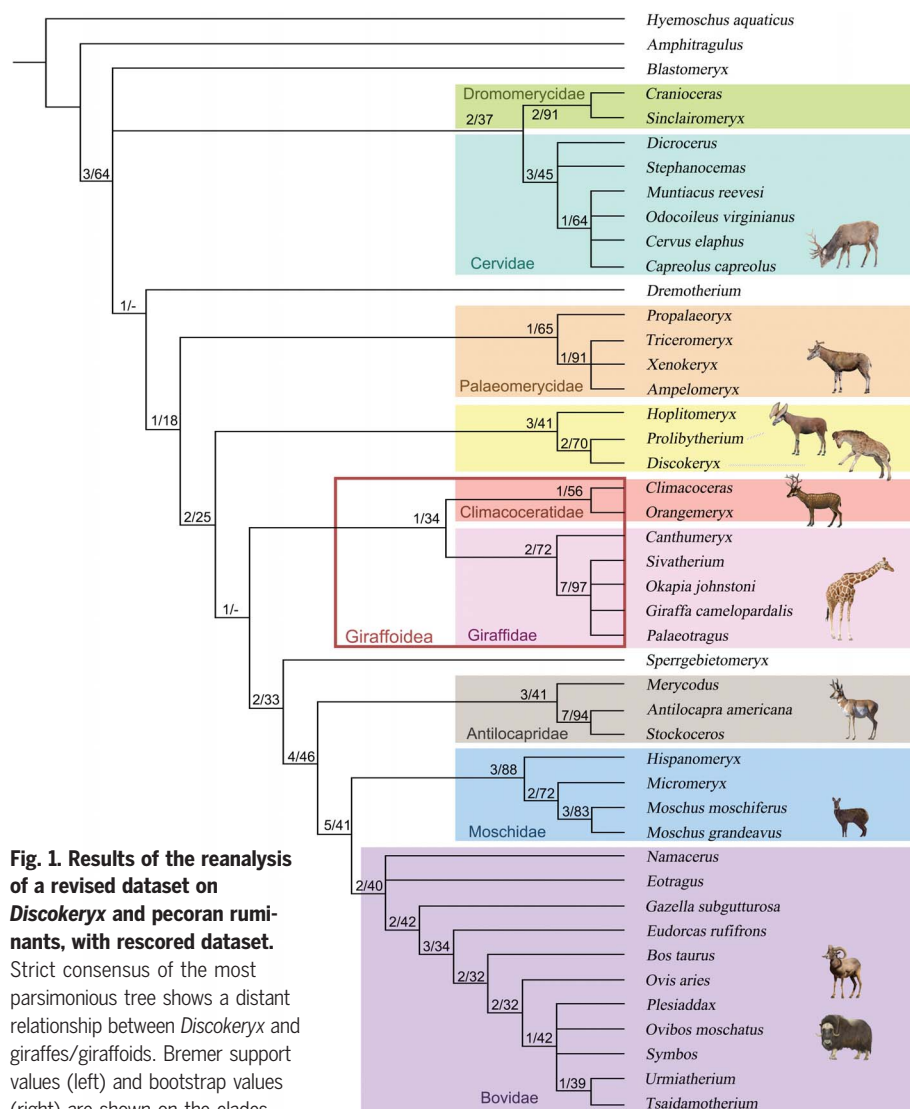 Hyemoschus aquaticus
Amphitragulus
Blastomeryx
Dromomerycidae
Cranioceras
2/37
2/91
Sinclairomeryx
Dicrocerus
3/45
Stephanocemas
3/64
Muntiacus reevesi
1/64
Odocoileus virginianus
Cervus elaphus
Cervidae
Capreolus capreolus
1/-
Dremotherium
Propalaeoryx
1/65
Triceromeryx
1/91
Xenokeryx
Palaeomerycidae
Ampelomeryx
1/18
Hoplitomeryx
3/41
Prolibytherium
2/70
Discokeryx
Climacoceras
1/56
Climacoceratidae
Orangemeryx
2/25
1/34
Canthumeryx
2/72
Sivatherium
7/97
Okapia johnstoni
1/-
Giraffa camelopardalis
Giraffoidea
Giraffidae
Palaeotragus
Sperrgebietomeryx
2/33
Merycodus
3/41
Antilocapra americana
7/94
Antilocapridae
Stockoceros
4/46
Hispanomeryx
3/88
Micromeryx
2/72
Moschus moschiferus
3/83
5/41
Moschidae
Moschus grandeavus
Namacerus
2/40
Eotragus
Gazella subgutturosa
2/42
Eudorcas rufifrons
3/34
Bos taurus
2/32
Ovis aries
2/32
Plesiaddax
1/42
Ovibos moschatus
Symbos
Urmiatherium
1/39
Bovidae
Tsaidamotherium
Fig. 1. Results of the reanalysis
of a revised dataset on
Discokeryx and pecoran rumi-
nants, with rescored dataset.
Strict consensus of the most
parsimonious tree shows a distant
relationship between Discokeryx and
giraffes/giraffoids. Bremer support
values (left) and bootstrap values
(right) are shown on the clades